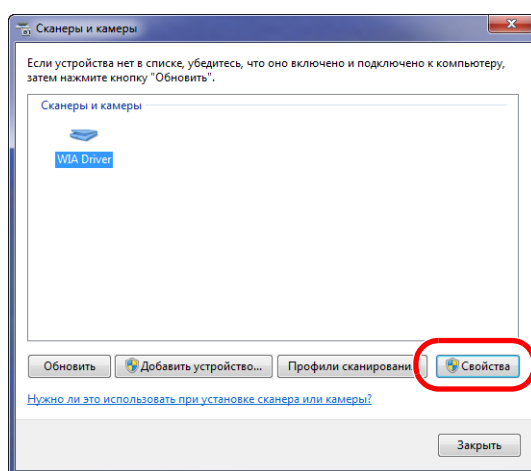 Сканеры и камеры
Если устройства нет в списке, убедитесь, что оно включено и подключено к компьютеру,
затем нажмите кнопку "Обновить".
Сканеры и камеры
WIA Driver
Обновить Добавить устройство... Профили сканировани... Свойства
Нужно ли это использовать при установке сканера или камеры?
Закрыть